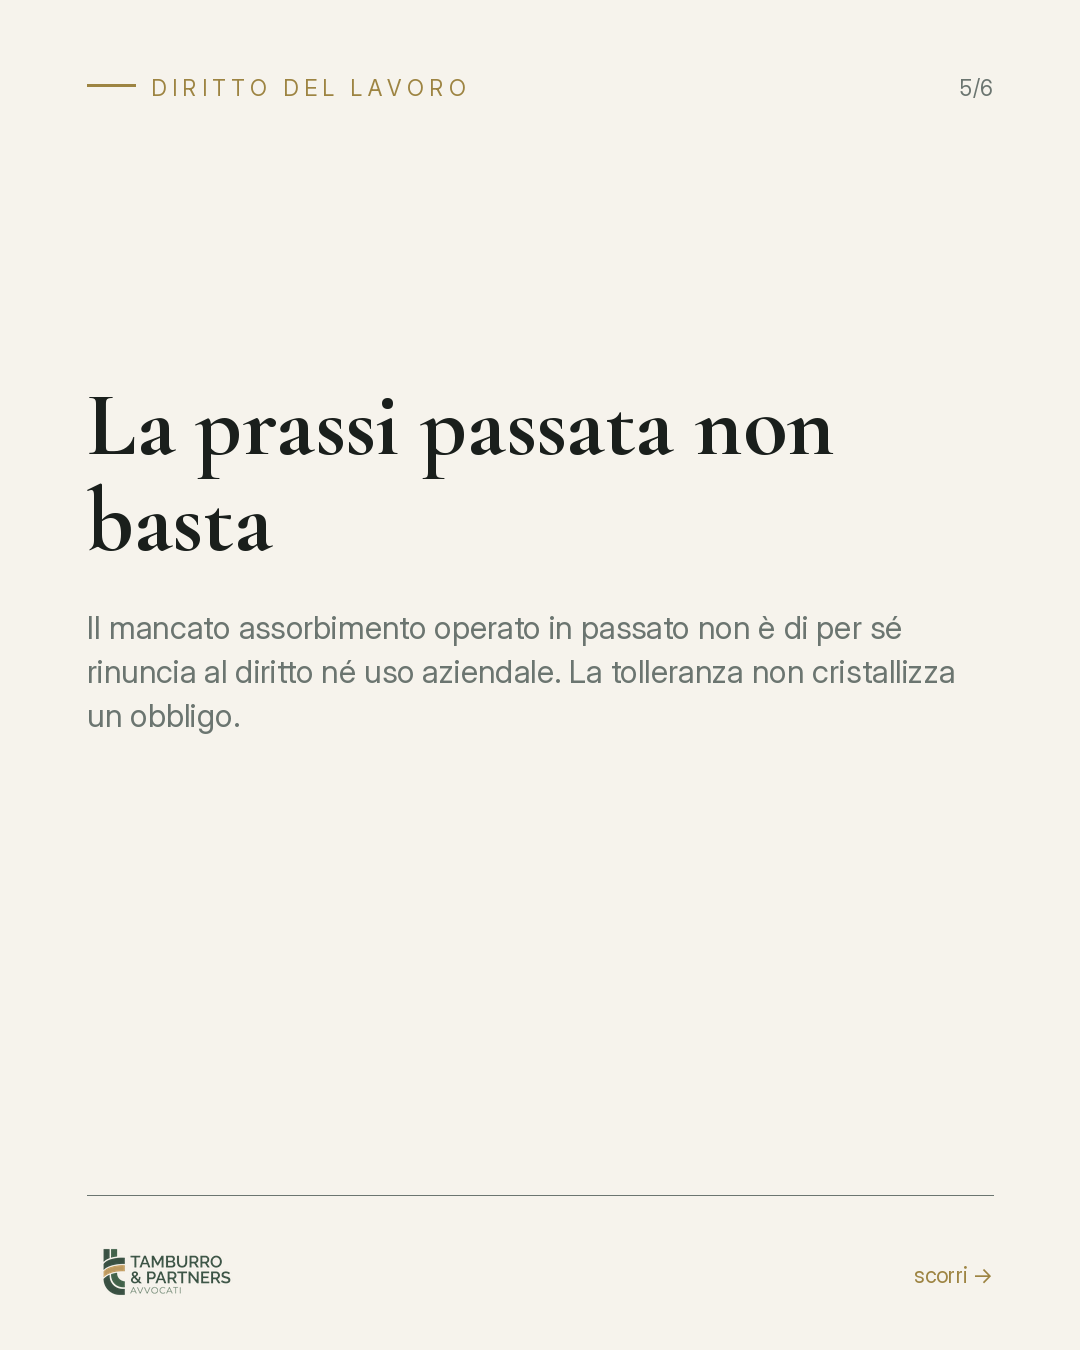 DIRITTO DEL LAVORO
5/6
La prassi passata non
basta
Il mancato assorbimento operato in passato non è di per sé
rinuncia al diritto né uso aziendale. La tolleranza non cristallizza
un obbligo.
TAMBURRO
& PARTNERS
AVVOCATI
scorri →